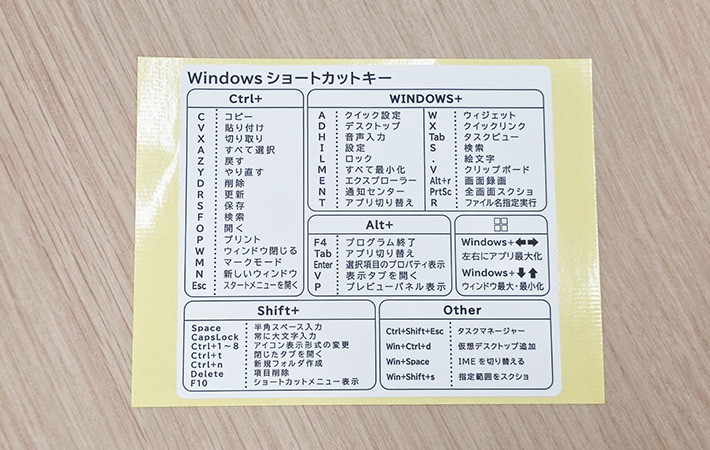 Windows ショートカットキー
Ctrl+
C コピー
V 貼り付け
X 切り取り
A すべて選択
Z 戻す
Y やり直す
D 削除
R 更新
S 保存
F 検索
O 開く
P プリント
W ウィンドウ閉じる
M マークモード
N 新しいウィンドウ
Esc スタートメニューを開く
WINDOWS+
A クイック設定
D デスクトップ
H 音声入力
I 設定
L ロック
M すべて最小化
E エクスプローラー
N 通知センター
T アプリ切り替え
W ウィジェット
X クイックリンク
Tab タスクビュー
S 検索
. 絵文字
V クリップボード
Alt+r 画面録画
PrtSc 全画面スクショ
R ファイル名指定実行
Alt+
F4 プログラム終了
Tab アプリ切り替え
Enter 選択項目のプロパティ表示
V 表示タブを開く
P プレビューパネル表示
Windows+⬅➡
左右にアプリ最大化
Windows+⬇⬆
ウィンドウ最大・最小化
Shift+
Space 半角スペース入力
CapsLock 常に大文字入力
Ctrl+1~8 アイコン表示形式の変更
Ctrl+t 閉じたタブを開く
Ctrl+n 新規フォルダ作成
Delete 項目削除
F10 ショートカットメニュー表示
Other
Ctrl+Shift+Esc タスクマネージャー
Win+Ctrl+d 仮想デスクトップ追加
Win+Space IMEを切り替える
Win+Shift+s 指定範囲をスクショ